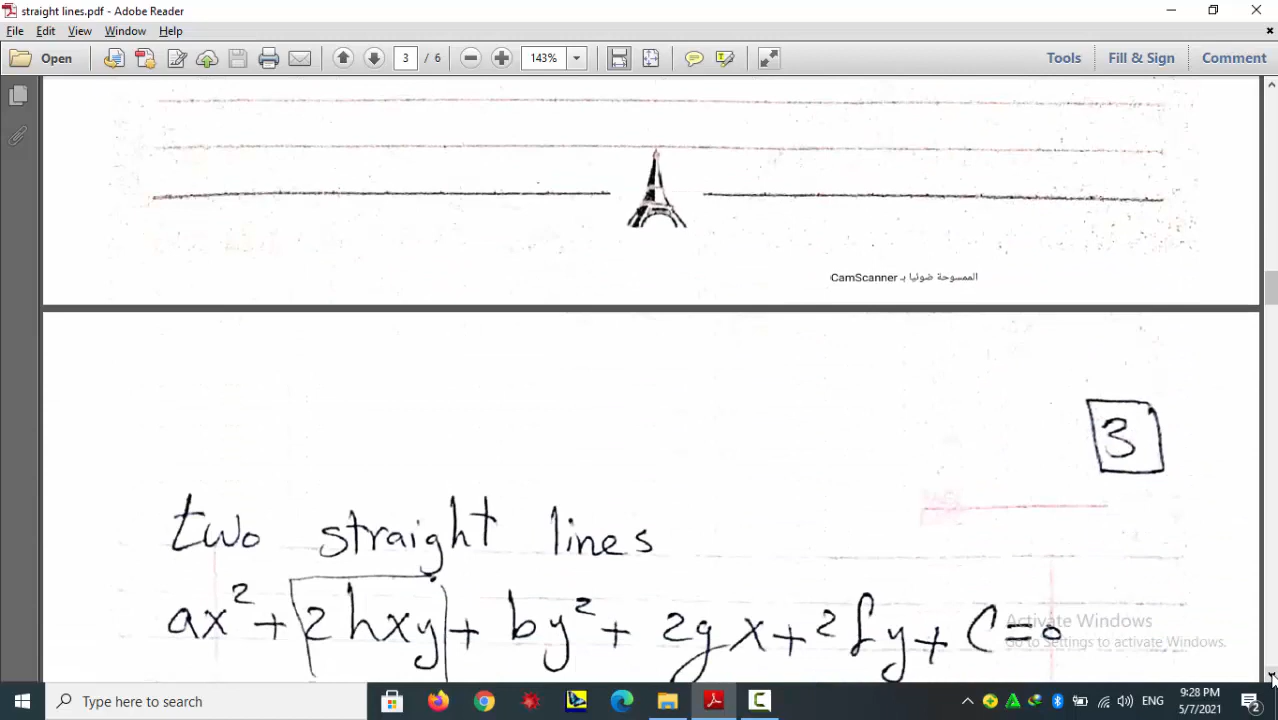 straight lines.pdf - Adobe Reader
File Edit View Window Help
Open 3 / 6 143% Tools Fill & Sign Comment
الممسوحة ضوئيا بـ CamScanner
3
two straight lines
ax² + 2hxy + by² + 2gx + 2fy + C = 0
Activate Windows
Go to Settings to activate Windows.
Type here to search
ENG
9:28 PM
5/7/2021
2